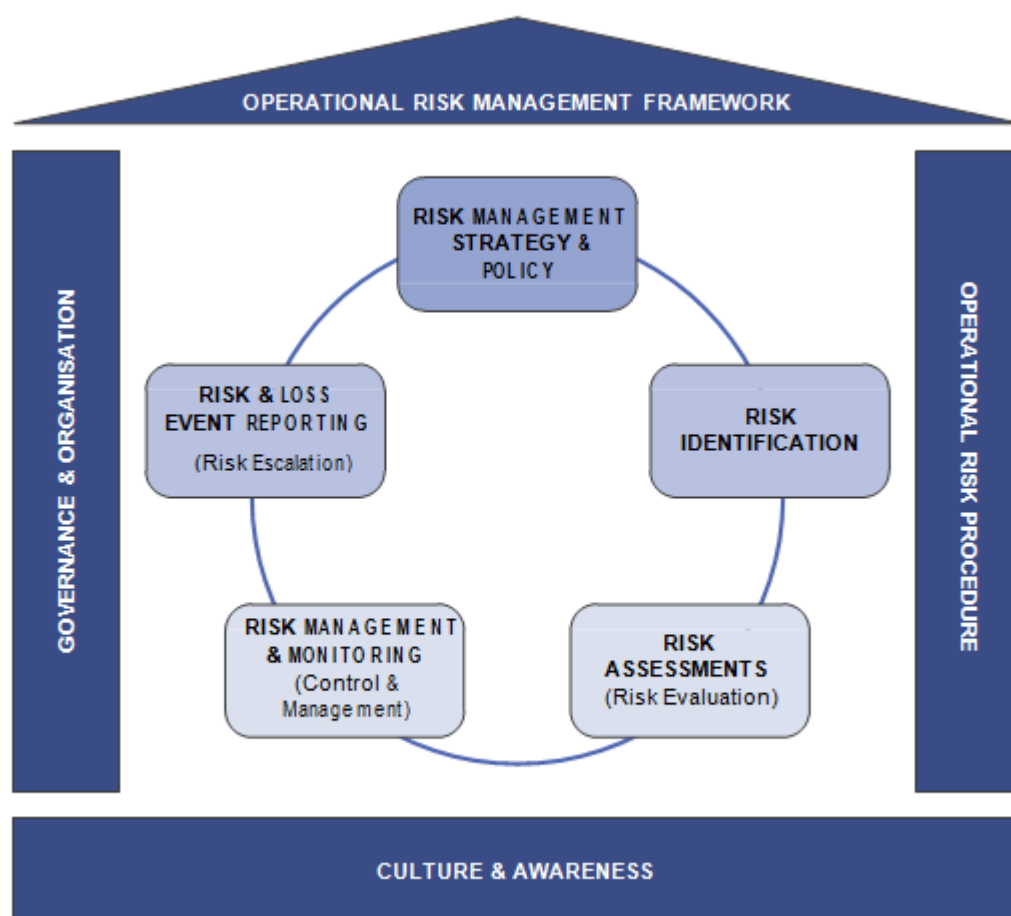 OPERATIONAL RISK MANAGEMENT FRAMEWORK
GOVERNANCE & ORGANISATION
RISK MANAGEMENT
STRATEGY &
POLICY
RISK & LOSS
EVENT REPORTING
(Risk Escalation)
RISK
IDENTIFICATION
RISK MANAGEMENT
& MONITORING
(Control &
Management)
RISK
ASSESSMENTS
(Risk Evaluation)
OPERATIONAL RISK PROCEDURE
CULTURE & AWARENESS